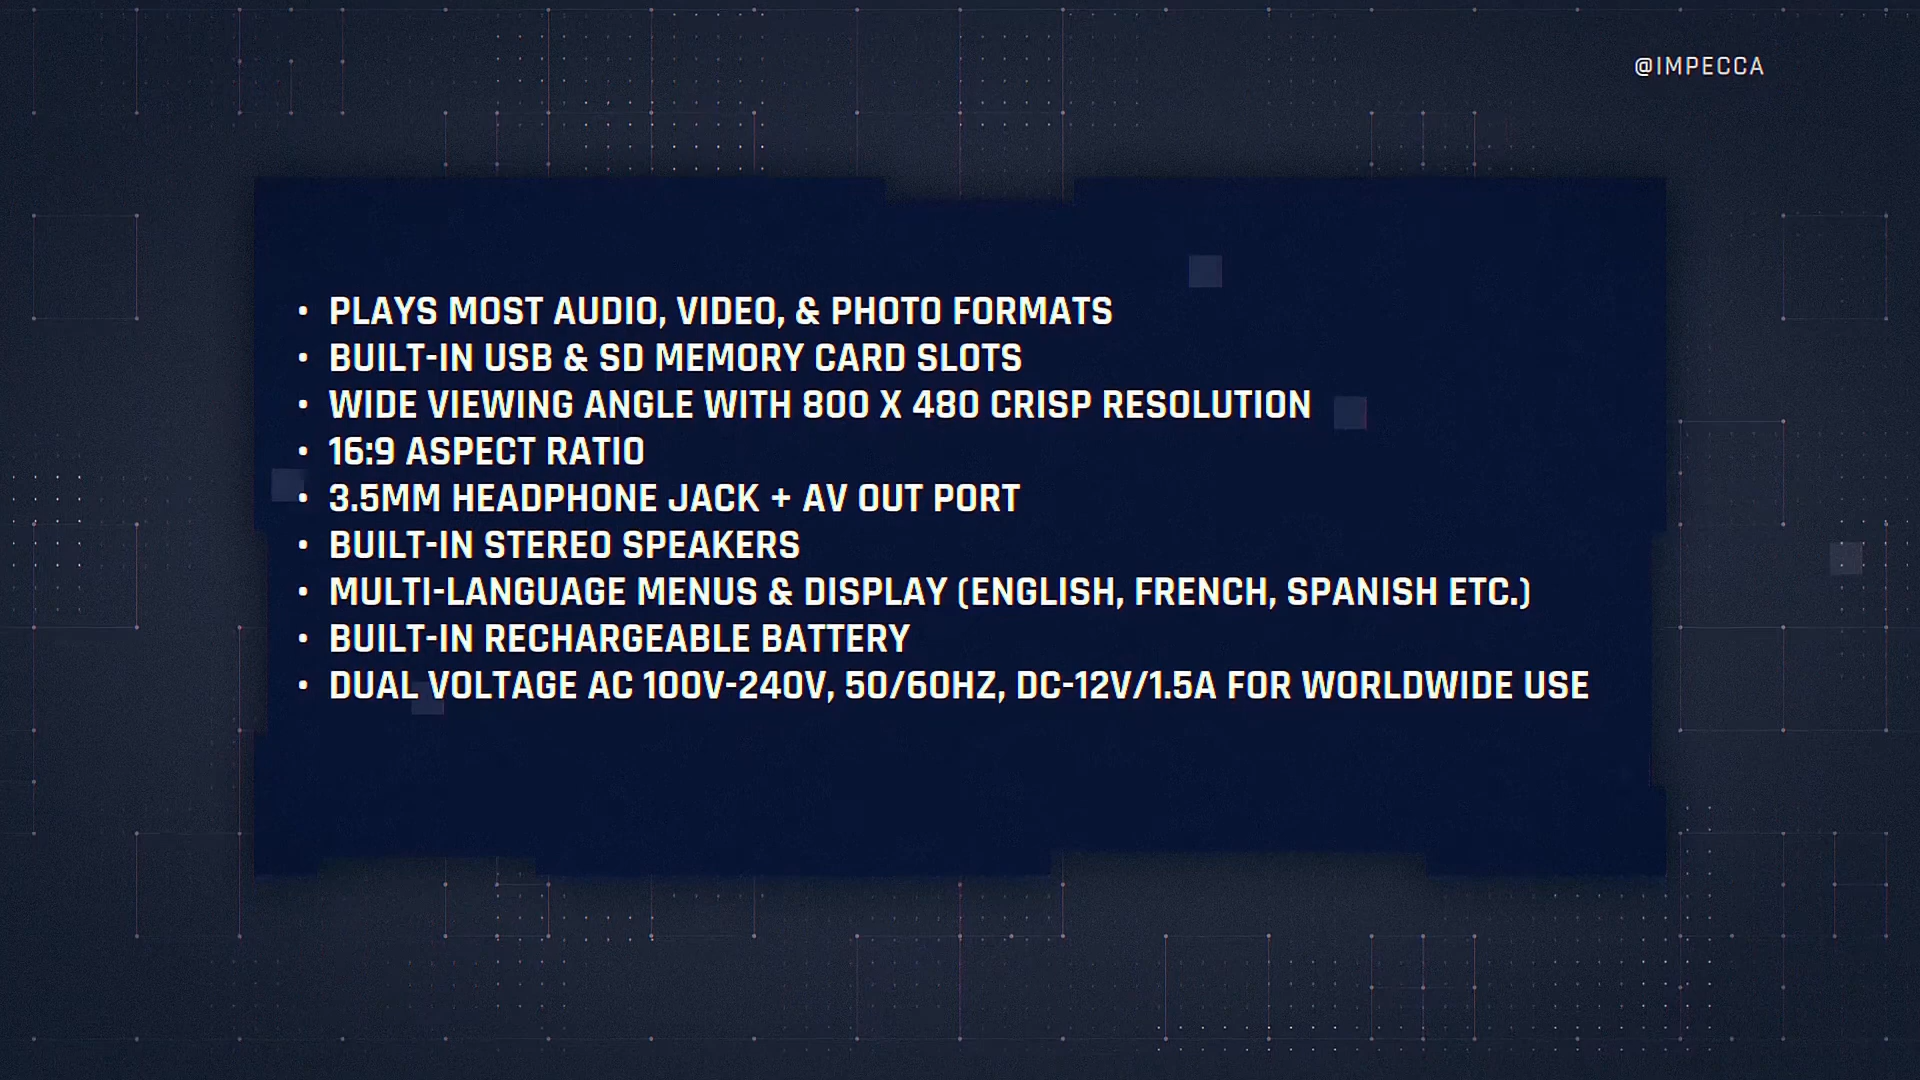 @IMPECCA
• PLAYS MOST AUDIO, VIDEO, & PHOTO FORMATS
• BUILT-IN USB & SD MEMORY CARD SLOTS
• WIDE VIEWING ANGLE WITH 800 X 480 CRISP RESOLUTION
• 16:9 ASPECT RATIO
• 3.5MM HEADPHONE JACK + AV OUT PORT
• BUILT-IN STEREO SPEAKERS
• MULTI-LANGUAGE MENUS & DISPLAY (ENGLISH, FRENCH, SPANISH ETC.)
• BUILT-IN RECHARGEABLE BATTERY
• DUAL VOLTAGE AC 100V-240V, 50/60HZ, DC-12V/1.5A FOR WORLDWIDE USE